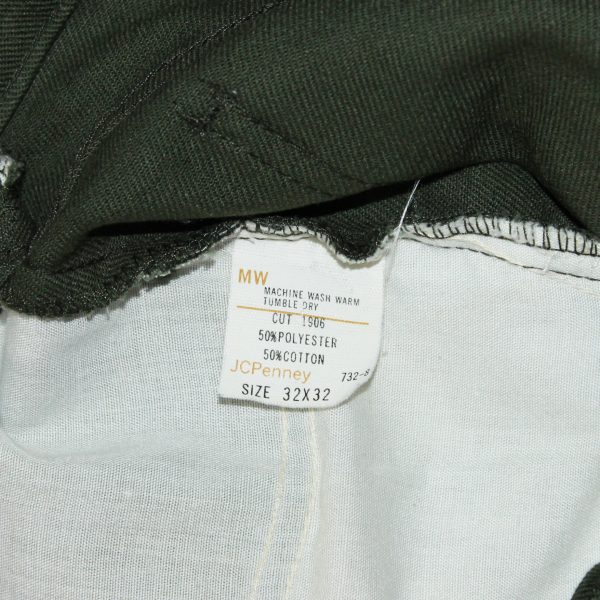 MW
MACHINE WASH WARM
TUMBLE DRY
CUT 1906
50%POLYESTER
50%COTTON
JCPenney 732-8
SIZE 32X32